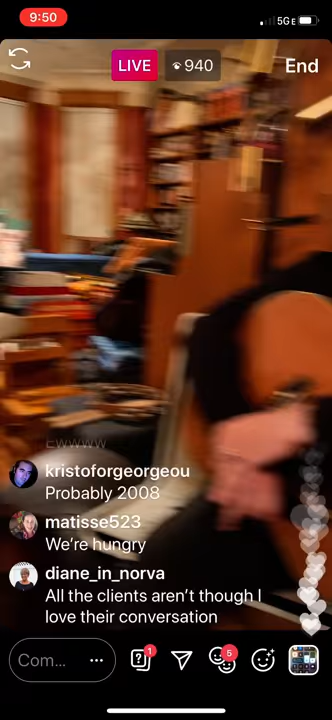 9:50
5GE
LIVE
940
End
Ewwww
kristoforgeorgeou
Probably 2008
matisse523
We're hungry
diane_in_norva
All the clients aren't though I
love their conversation
Com...
1
5